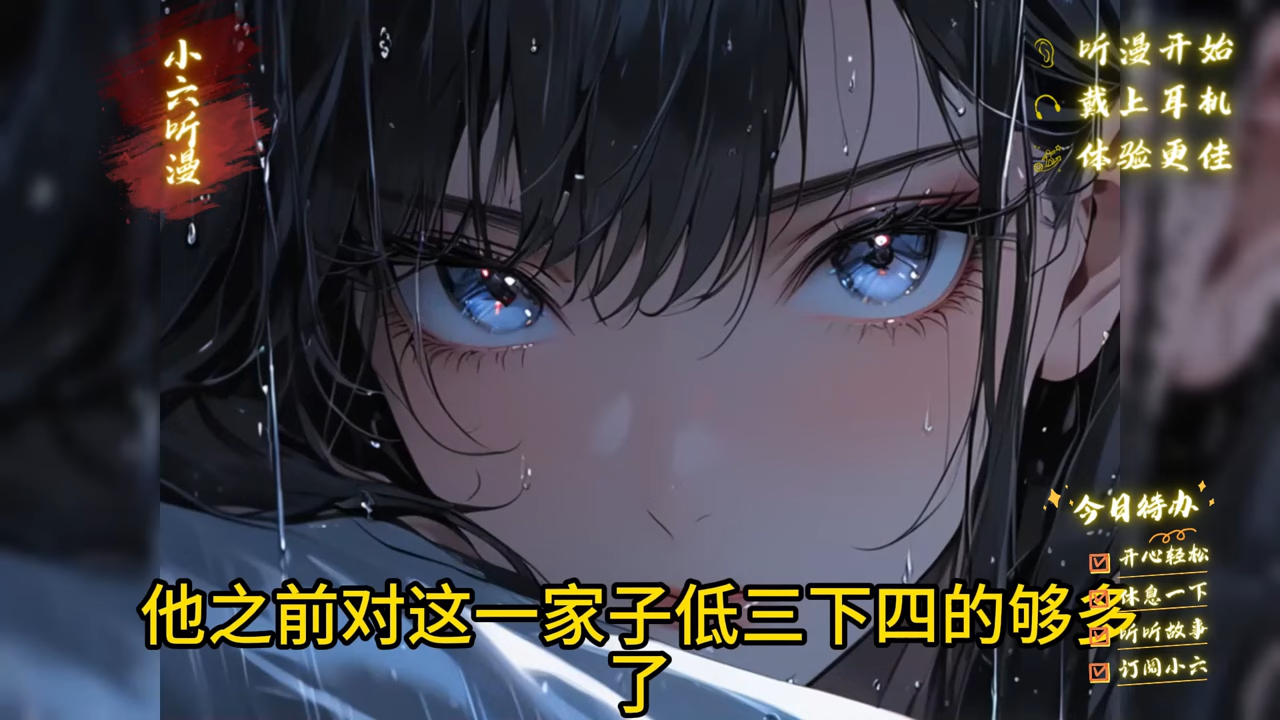 小六听漫
听漫开始
戴上耳机
体验更佳
今日待办
开心轻松
休息一下
听听故事
订阅小六
他之前对这一家子低三下四的够多
了